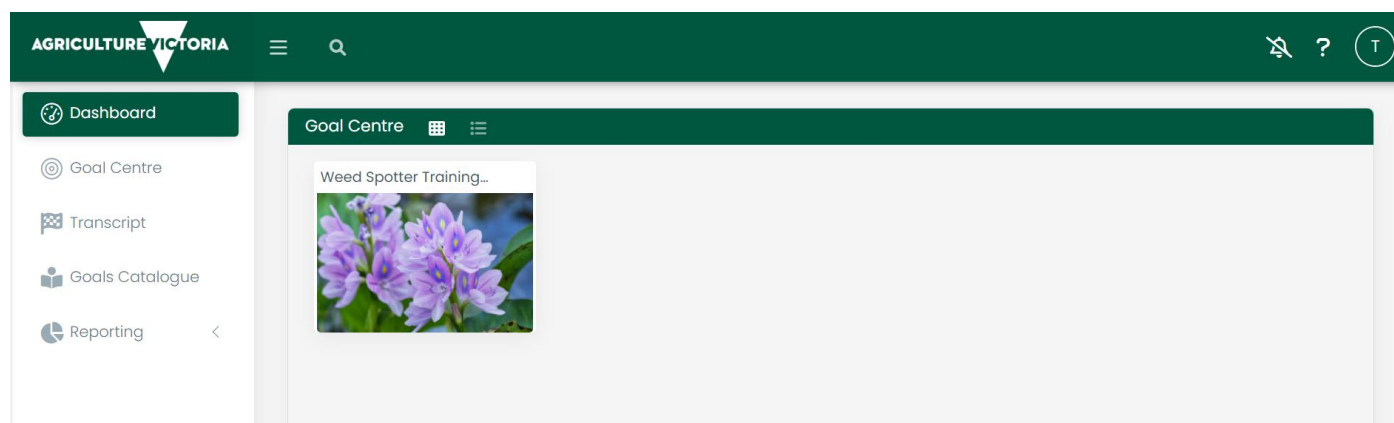 AGRICULTURE VICTORIA
? T
Dashboard
Goal Centre
Transcript
Goals Catalogue
Reporting
Goal Centre
Weed Spotter Training...